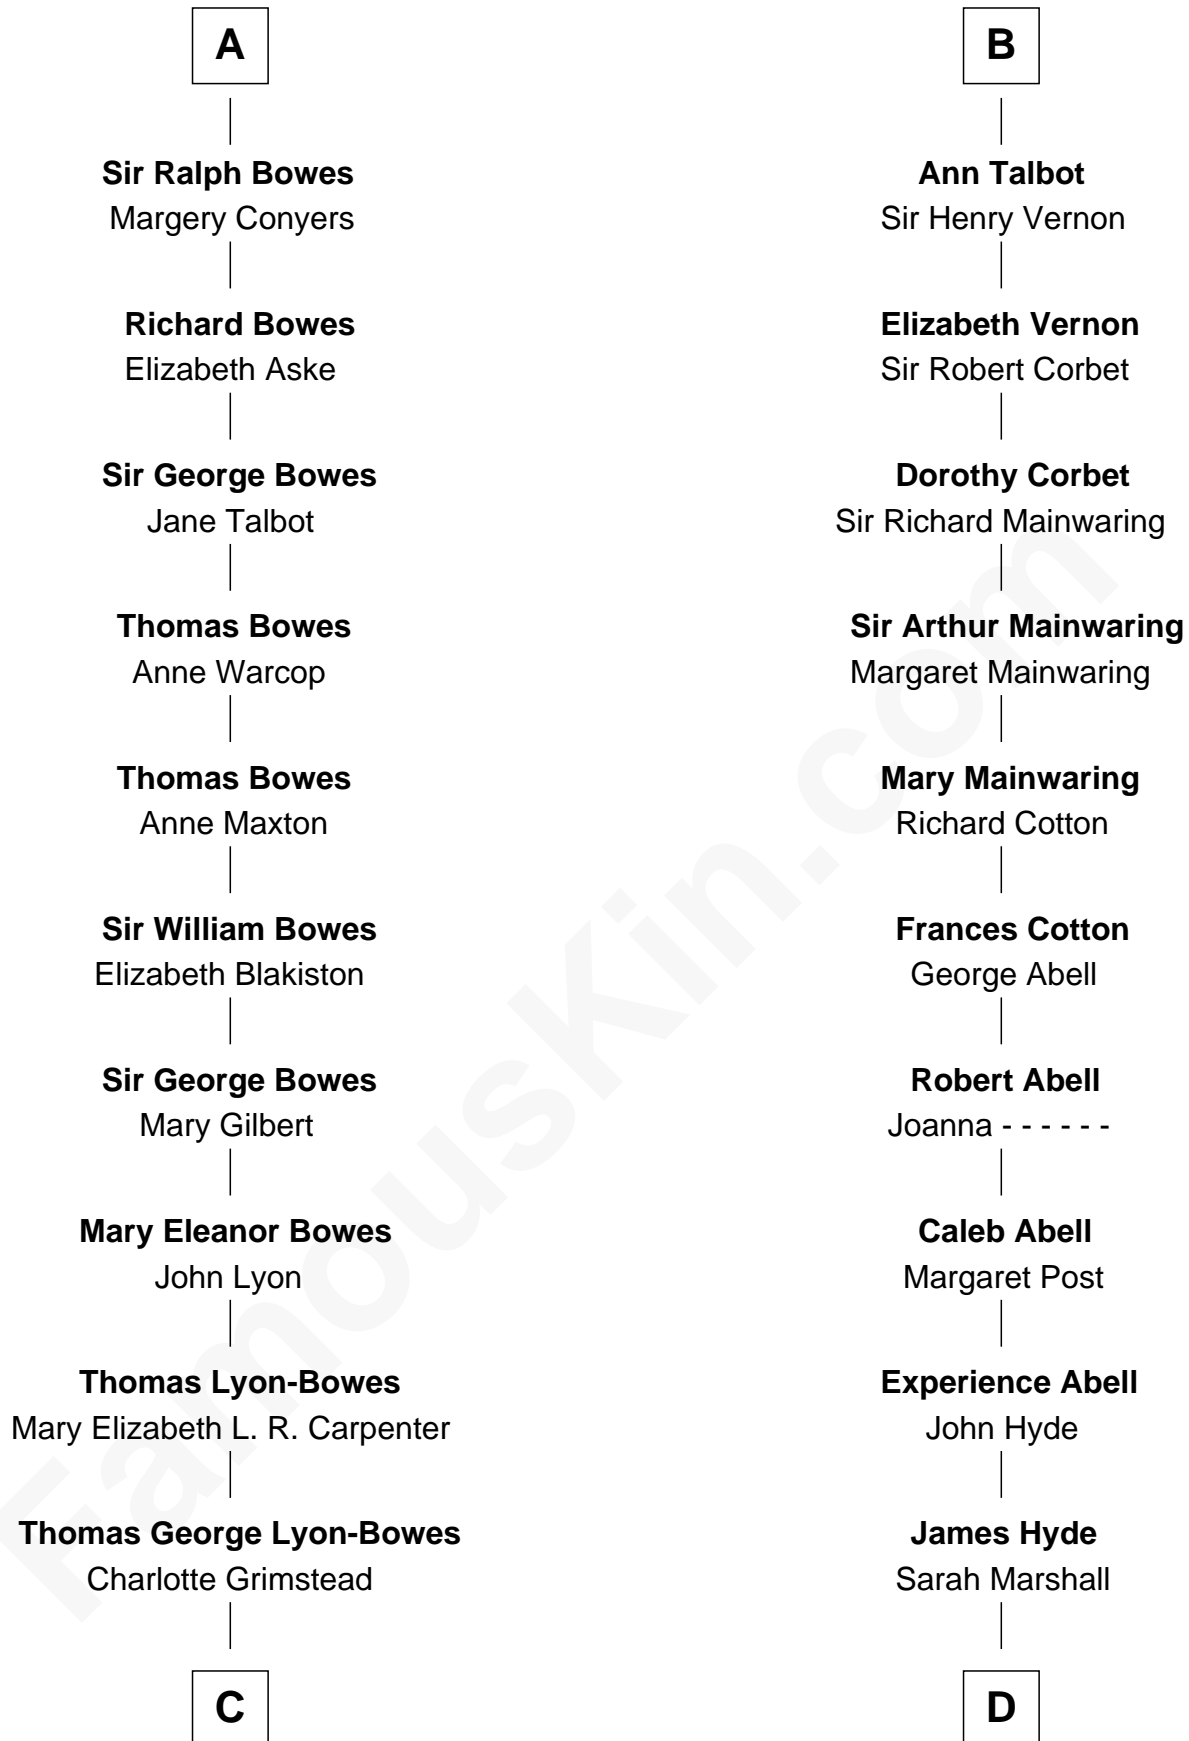 A
Sir Ralph Bowes
Margery Conyers
Richard Bowes
Elizabeth Aske
Sir George Bowes
Jane Talbot
Thomas Bowes
Anne Warcop
Thomas Bowes
Anne Maxton
Sir William Bowes
Elizabeth Blakiston
Sir George Bowes
Mary Gilbert
Mary Eleanor Bowes
John Lyon
Thomas Lyon-Bowes
Mary Elizabeth L. R. Carpenter
Thomas George Lyon-Bowes
Charlotte Grimstead
C
B
Ann Talbot
Sir Henry Vernon
Elizabeth Vernon
Sir Robert Corbet
Dorothy Corbet
Sir Richard Mainwaring
Sir Arthur Mainwaring
Margaret Mainwaring
Mary Mainwaring
Richard Cotton
Frances Cotton
George Abell
Robert Abell
Joanna - - - - - -
Caleb Abell
Margaret Post
Experience Abell
John Hyde
James Hyde
Sarah Marshall
D
FamousKin.com